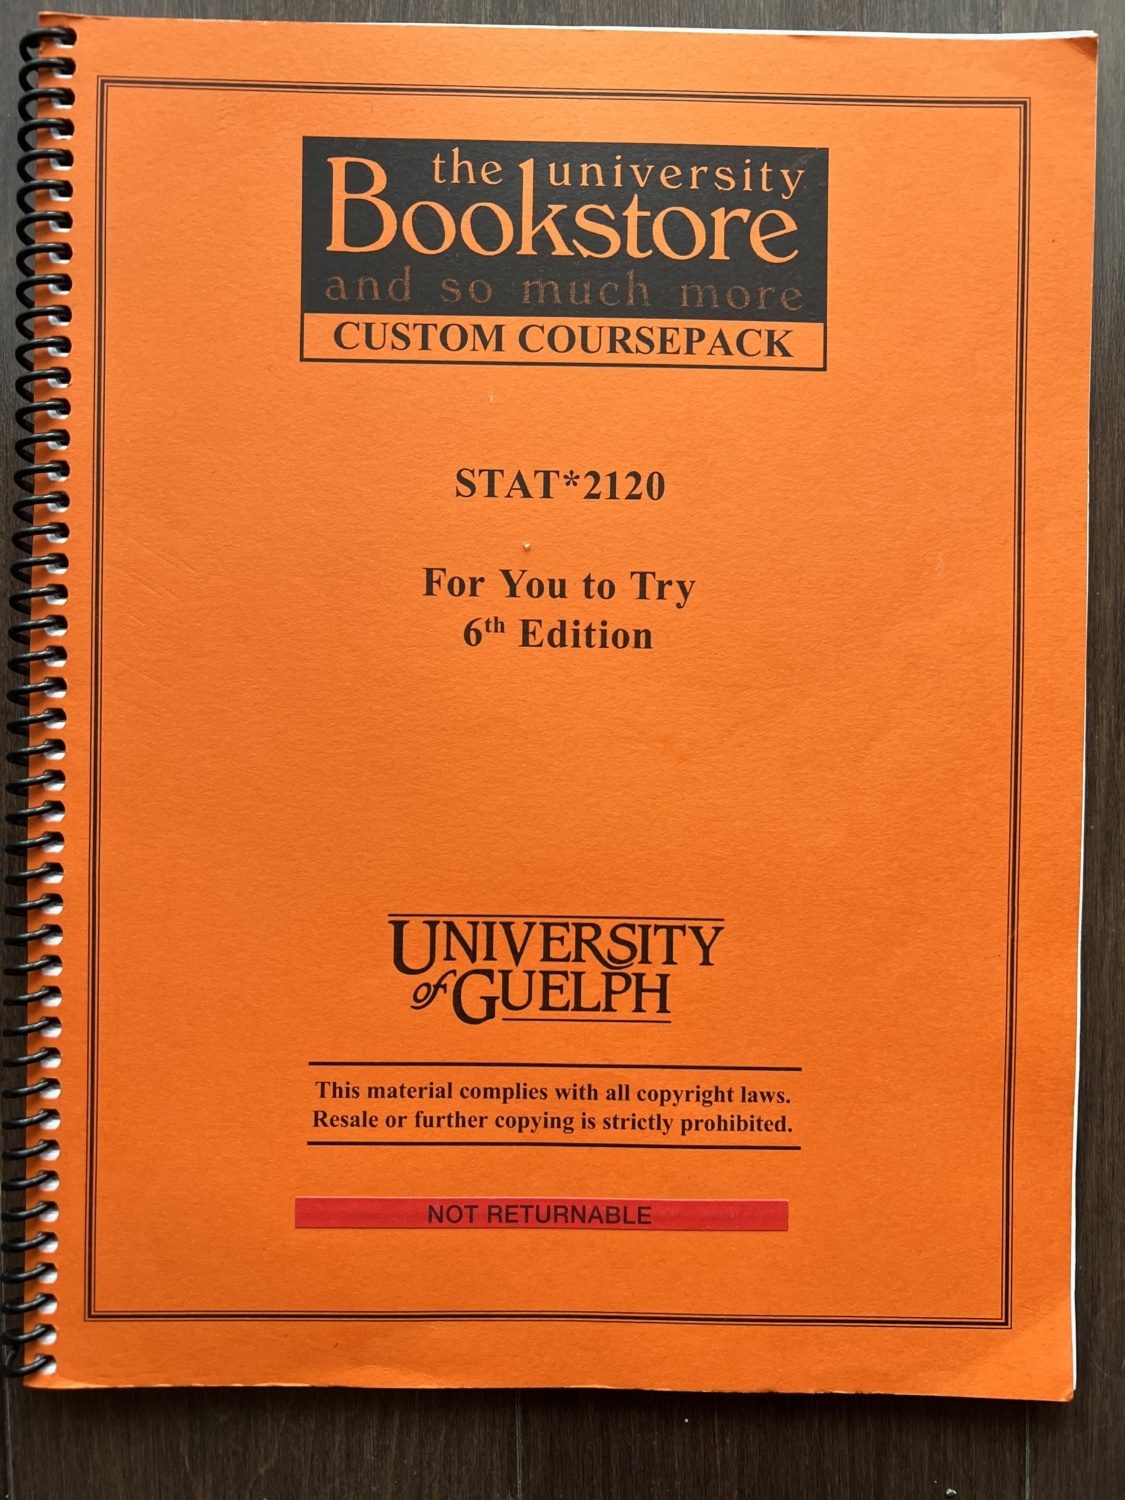 the university
Bookstore
and so much more
CUSTOM COURSEPACK
STAT*2120
For You to Try
6th Edition
UNIVERSITY
of GUELPH
This material complies with all copyright laws.
Resale or further copying is strictly prohibited.
NOT RETURNABLE